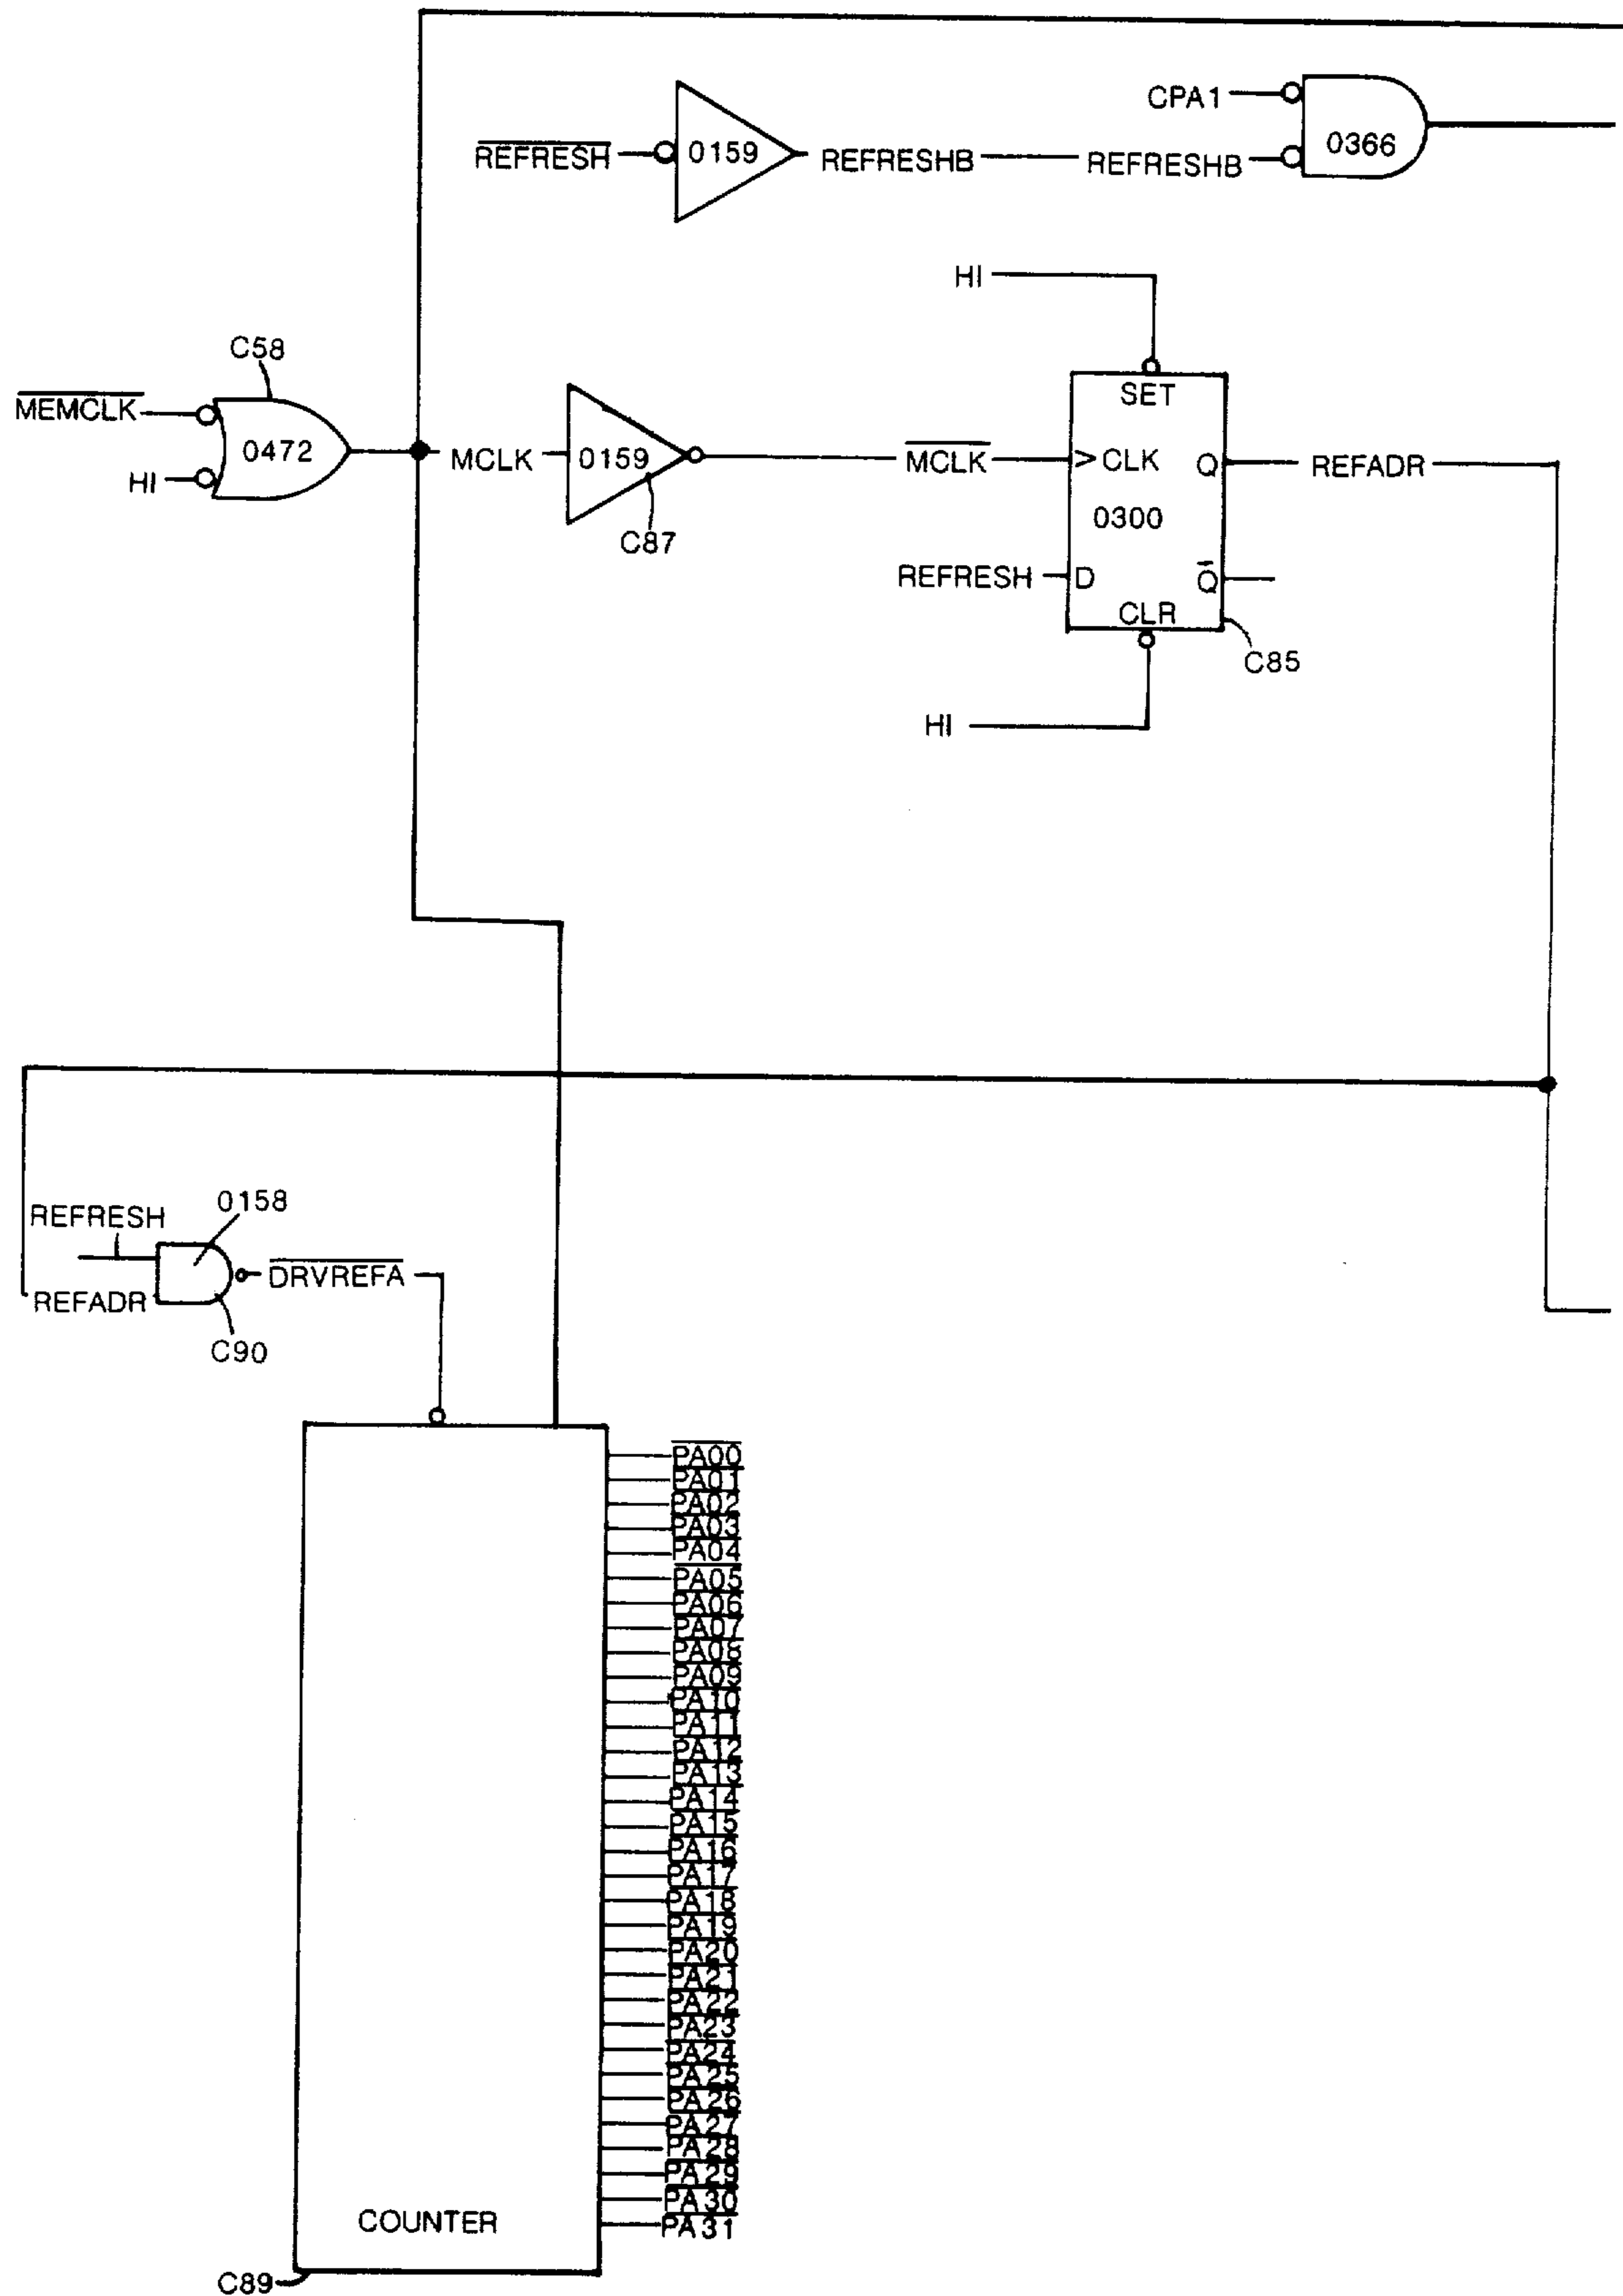 CPA1
0366
REFRESH
0159
REFRESHB
REFRESHB
HI
C58
MEMCLK
0472
HI
MCLK
0159
C87
MCLK
SET
CLK
Q
REFADR
0300
REFRESH
D
Q
CLR
C85
HI
0158
REFRESH
DRVREFA
REFADR
C90
PA00
PA01
PA02
PA03
PA04
PA05
PA06
PA07
PA08
PA09
PA10
PA11
PA12
PA13
PA14
PA15
PA16
PA17
PA18
PA19
PA20
PA21
PA22
PA23
PA24
PA25
PA26
PA27
PA28
PA29
PA30
PA31
COUNTER
C89